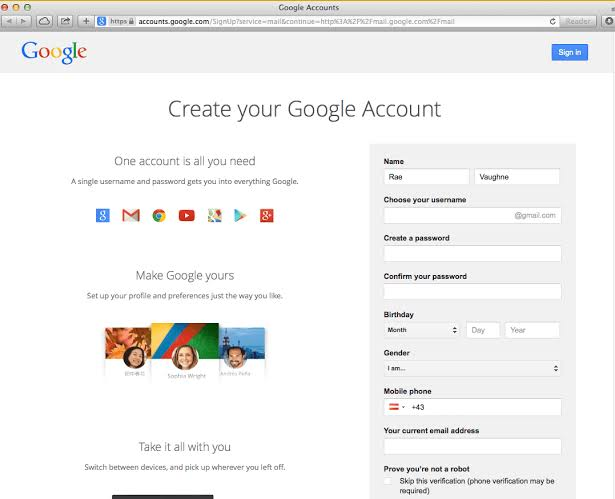 Google Accounts
https accounts.google.com/SignUp?service=mail&continue=http%3A%2F%2Fmail.google.com%2Fmail
Reader
Google
Sign in
Create your Google Account
One account is all you need
A single username and password gets you into everything Google.
Make Google yours
Set up your profile and preferences just the way you like.
Sophia Wright
Take it all with you
Switch between devices, and pick up wherever you left off.
Name
Rae Vaughne
Choose your username
@gmail.com
Create a password
Confirm your password
Birthday
Month Day Year
Gender
I am...
Mobile phone
+43
Your current email address
Prove you're not a robot
Skip this verification (phone verification may be
required)